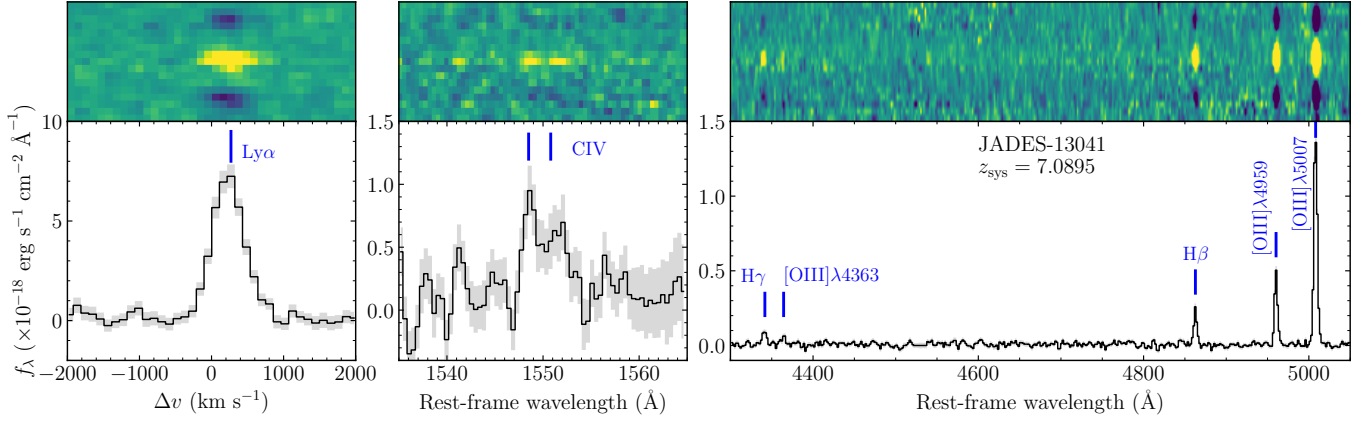 f_λ (×10⁻¹⁸ erg s⁻¹ cm⁻² Å⁻¹)
10
5
0
Lyα
−2000 −1000 0 1000 2000
Δv (km s⁻¹)
1.5
1.0
0.5
0.0
CIV
1540 1550 1560
Rest-frame wavelength (Å)
1.5
1.0
0.5
0.0
JADES-13041
z_sys = 7.0895
Hγ
[OIII]λ4363
Hβ
[OIII]λ4959
[OIII]λ5007
4400 4600 4800 5000
Rest-frame wavelength (Å)